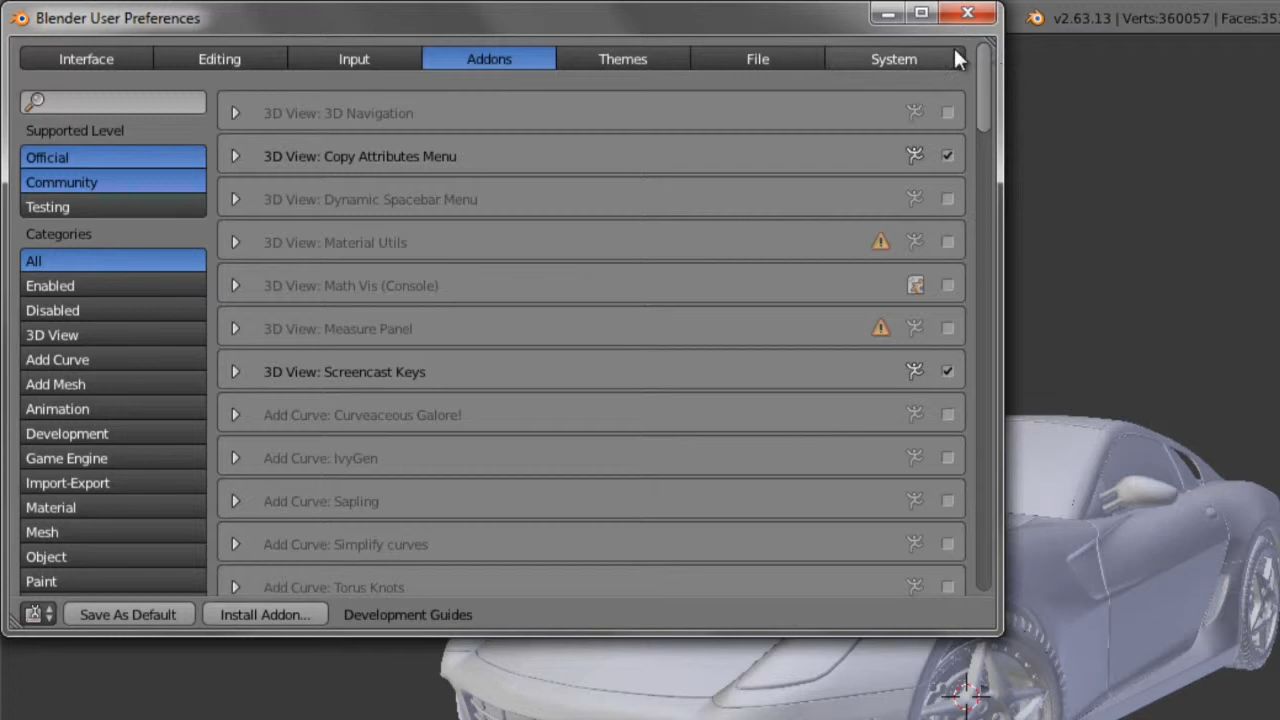 Blender User Preferences
v2.63.13 | Verts:360057 | Faces:35
Interface Editing Input Addons Themes File System
Supported Level
Official
Community
Testing
Categories
All
Enabled
Disabled
3D View
Add Curve
Add Mesh
Animation
Development
Game Engine
Import-Export
Material
Mesh
Object
Paint
3D View: 3D Navigation
3D View: Copy Attributes Menu
3D View: Dynamic Spacebar Menu
3D View: Material Utils
3D View: Math Vis (Console)
3D View: Measure Panel
3D View: Screencast Keys
Add Curve: Curveaceous Galore!
Add Curve: IvyGen
Add Curve: Sapling
Add Curve: Simplify curves
Add Curve: Torus Knots
Save As Default Install Addon... Development Guides